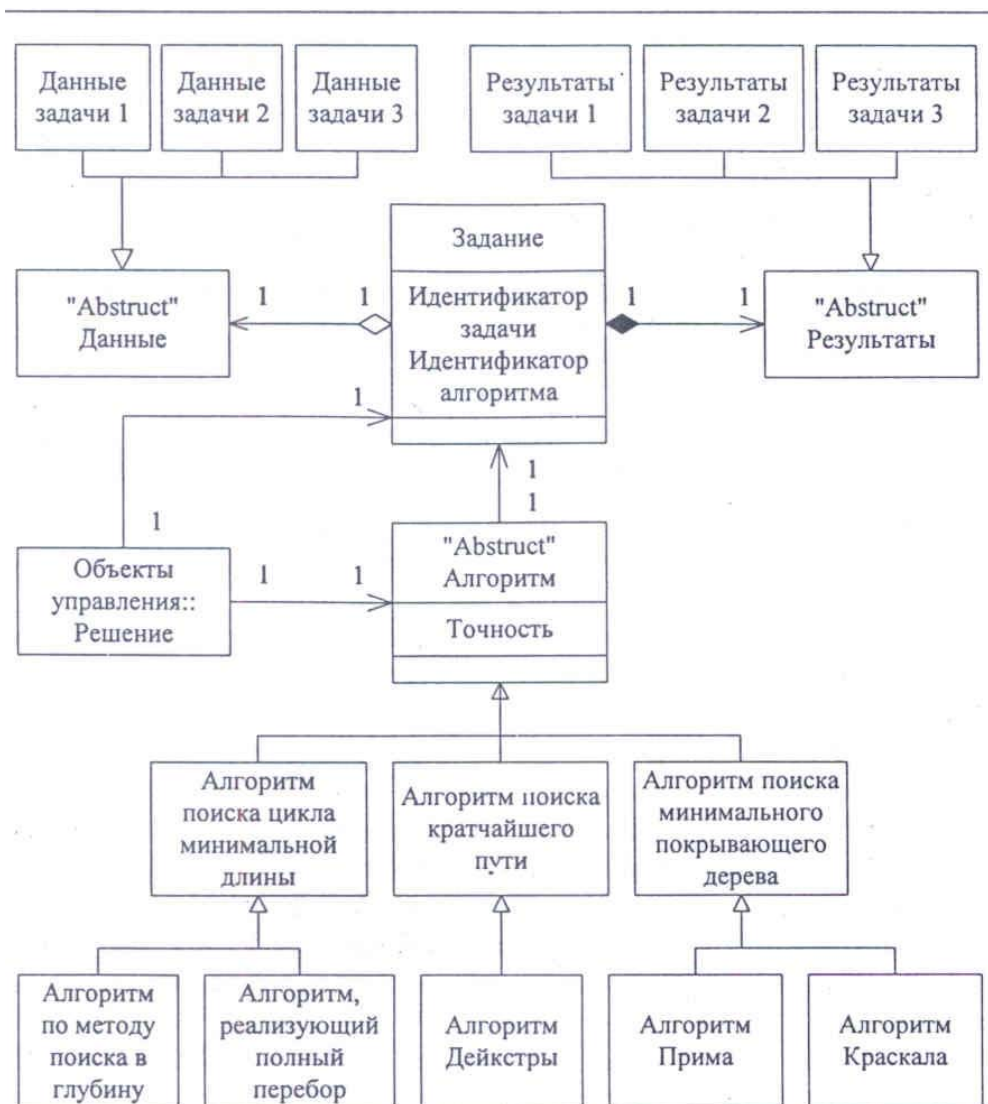 Данные
задачи 1
Данные
задачи 2
Данные
задачи 3
Результаты
задачи 1
Результаты
задачи 2
Результаты
задачи 3
Задание
Идентификатор
задачи
Идентификатор
алгоритма
"Abstruct"
Данные
1
1
1
1
"Abstruct"
Результаты
1
1
1
1
Объекты
управления::
Решение
1
1
"Abstruct"
Алгоритм
Точность
Алгоритм
поиска цикла
минимальной
длины
Алгоритм поиска
кратчайшего
пути
Алгоритм поиска
минимального
покрывающего
дерева
Алгоритм
по методу
поиска в
глубину
Алгоритм,
реализующий
полный
перебор
Алгоритм
Дейкстры
Алгоритм
Прима
Алгоритм
Краскала